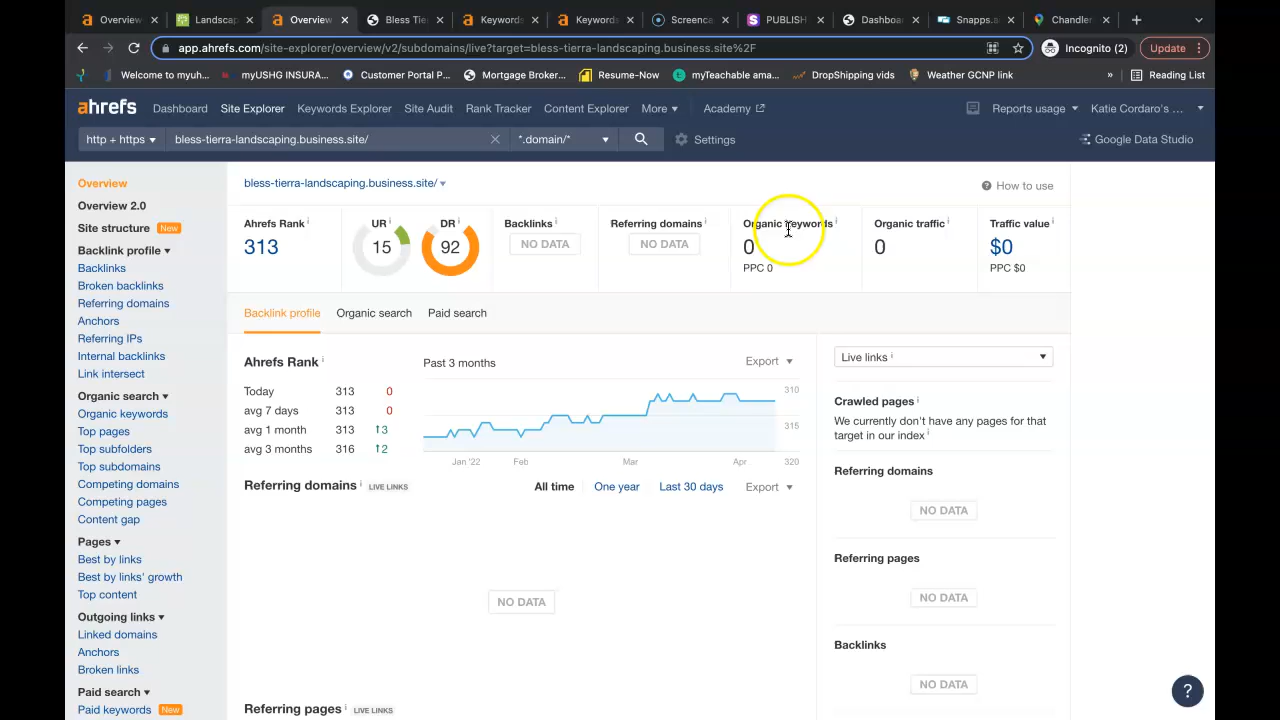 Overview
Landscap
Overview
Bless Tie
Keywords
Keywords
Screenca
PUBLISH
Dashboa
Snapps.a
Chandler
app.ahrefs.com/site-explorer/overview/v2/subdomains/live?target=bless-tierra-landscaping.business.site%2F
Incognito (2)
Update
Welcome to myuh...
myUSHG INSURA...
Customer Portal P...
Mortgage Broker...
Resume-Now
myTeachable ama...
DropShipping vids
Weather GCNP link
»
Reading List
ahrefs
Dashboard
Site Explorer
Keywords Explorer
Site Audit
Rank Tracker
Content Explorer
More
Academy
Reports usage
Katie Cordaro's ...
http + https
bless-tierra-landscaping.business.site/
*.domain/*
Settings
Google Data Studio
Overview
Overview 2.0
Site structure New
Backlink profile
Backlinks
Broken backlinks
Referring domains
Anchors
Referring IPs
Internal backlinks
Link intersect
Organic search
Organic keywords
Top pages
Top subfolders
Top subdomains
Competing domains
Competing pages
Content gap
Pages
Best by links
Best by links' growth
Top content
Outgoing links
Linked domains
Anchors
Broken links
Paid search
Paid keywords New
bless-tierra-landscaping.business.site/
? How to use
Ahrefs Rank i
313
UR i
15
DR i
92
Backlinks i
NO DATA
Referring domains i
NO DATA
Organic keywords i
0
PPC 0
Organic traffic i
0
Traffic value i
$0
PPC $0
Backlink profile
Organic search
Paid search
Ahrefs Rank i
Past 3 months
Export
Today 313 0
avg 7 days 313 0
avg 1 month 313 ↑3
avg 3 months 316 ↑2
310
315
320
Jan '22 Feb Mar Apr
Referring domains i LIVE LINKS
All time
One year
Last 30 days
Export
NO DATA
Referring pages i LIVE LINKS
Live links i
Crawled pages i
We currently don't have any pages for that
target in our index i
Referring domains
NO DATA
Referring pages
NO DATA
Backlinks
NO DATA
?